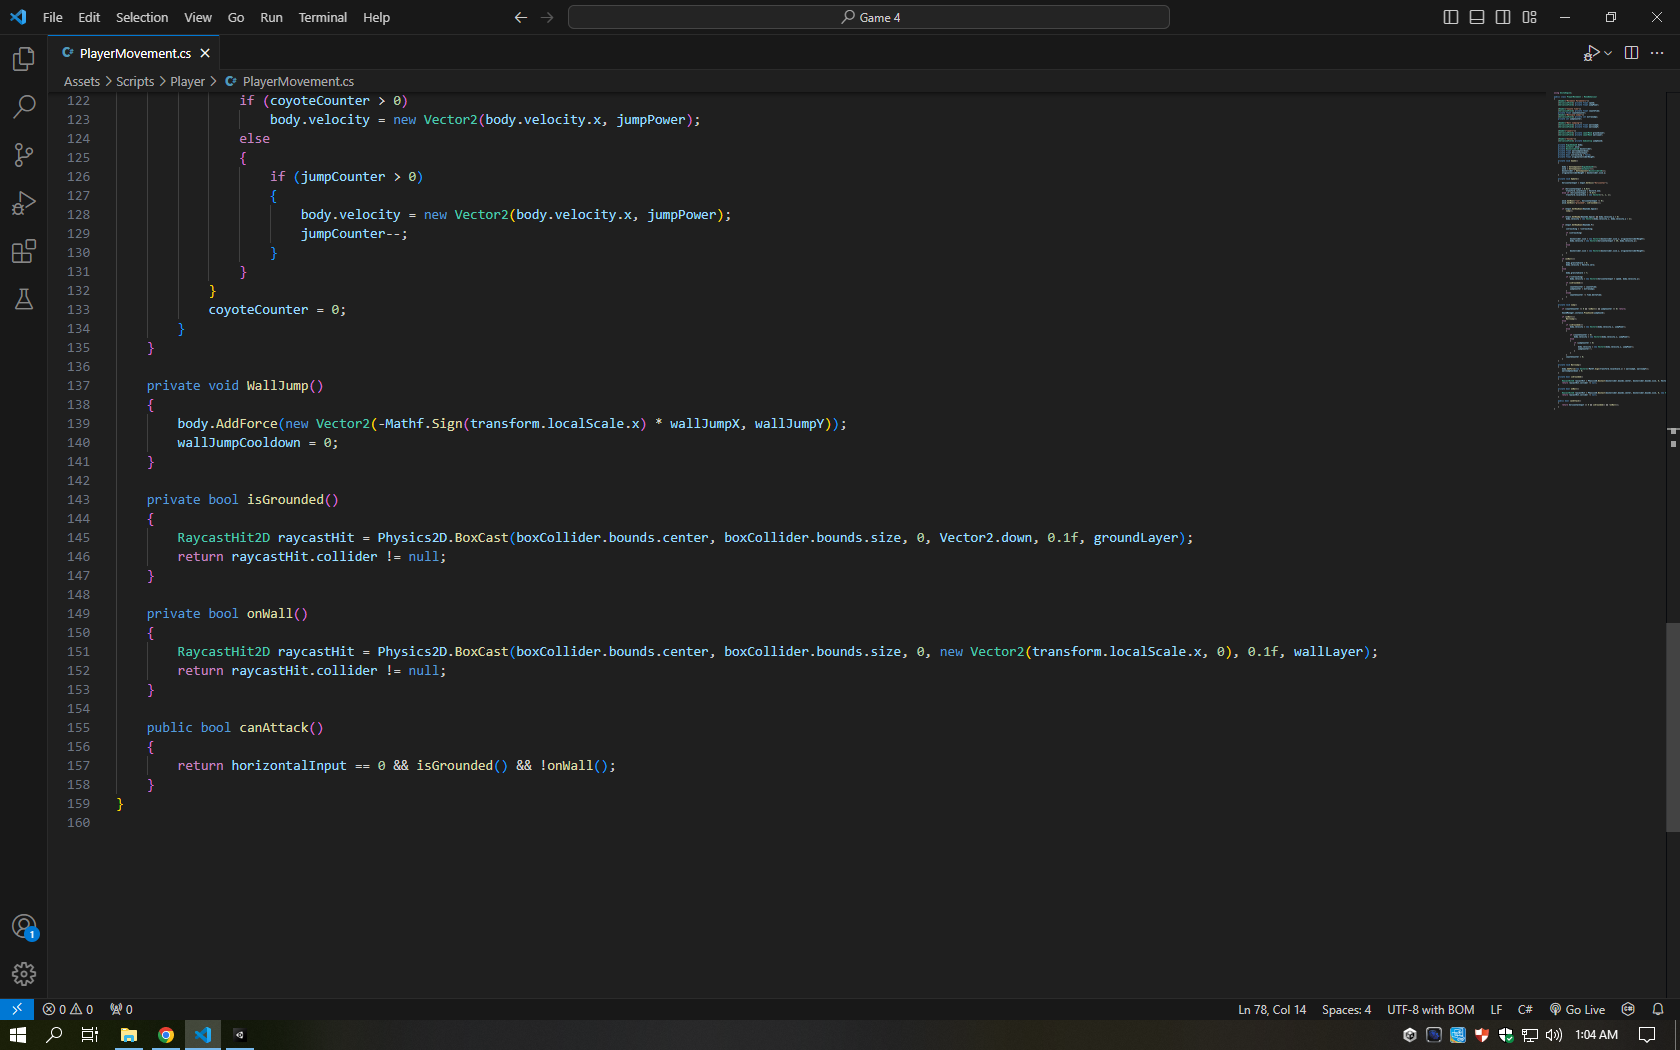 File Edit Selection View Go Run Terminal Help Game 4
PlayerMovement.cs
Assets > Scripts > Player > PlayerMovement.cs
122 if (coyoteCounter > 0)
123 body.velocity = new Vector2(body.velocity.x, jumpPower);
124 else
125 {
126 if (jumpCounter > 0)
127 {
128 body.velocity = new Vector2(body.velocity.x, jumpPower);
129 jumpCounter--;
130 }
131 }
132 }
133 coyoteCounter = 0;
134 }
135 }
136
137 private void WallJump()
138 {
139 body.AddForce(new Vector2(-Mathf.Sign(transform.localScale.x) * wallJumpX, wallJumpY));
140 wallJumpCooldown = 0;
141 }
142
143 private bool isGrounded()
144 {
145 RaycastHit2D raycastHit = Physics2D.BoxCast(boxCollider.bounds.center, boxCollider.bounds.size, 0, Vector2.down, 0.1f, groundLayer);
146 return raycastHit.collider != null;
147 }
148
149 private bool onWall()
150 {
151 RaycastHit2D raycastHit = Physics2D.BoxCast(boxCollider.bounds.center, boxCollider.bounds.size, 0, new Vector2(transform.localScale.x, 0), 0.1f, wallLayer);
152 return raycastHit.collider != null;
153 }
154
155 public bool canAttack()
156 {
157 return horizontalInput == 0 && isGrounded() && !onWall();
158 }
159 }
160
1
0 0 0 Ln 78, Col 14 Spaces: 4 UTF-8 with BOM LF C# Go Live
1:04 AM